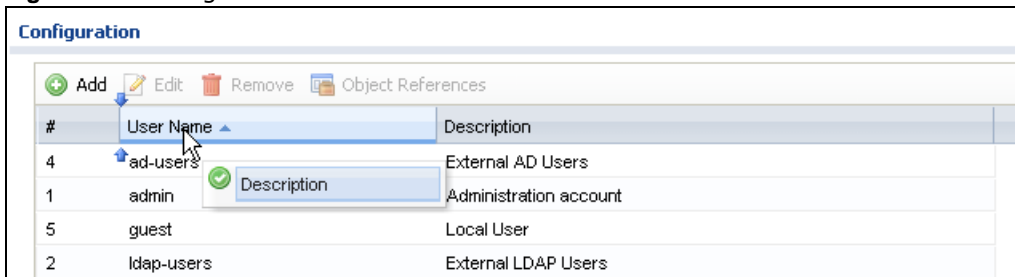 Configuration
Add Edit Remove Object References
# User Name Description
4 ad-users External AD Users
Description
1 admin Administration account
5 guest Local User
2 ldap-users External LDAP Users